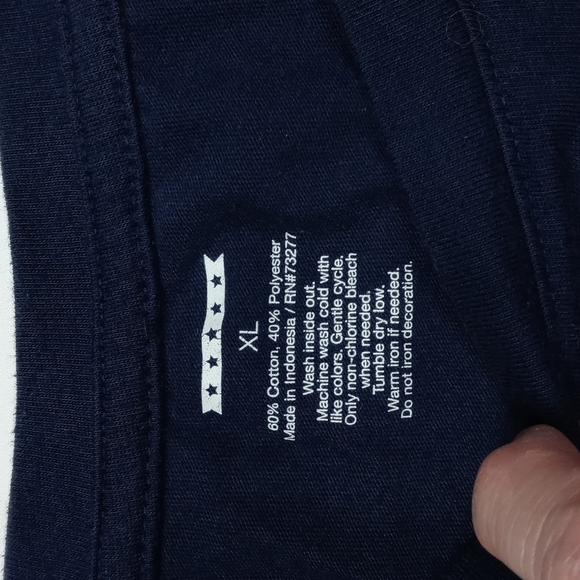 XL
60% Cotton, 40% Polyester
Made in Indonesia / RN#73277
Wash inside out.
Machine wash cold with
like colors. Gentle cycle.
Only non-chlorine bleach
when needed.
Tumble dry low.
Warm iron if needed.
Do not iron decoration.